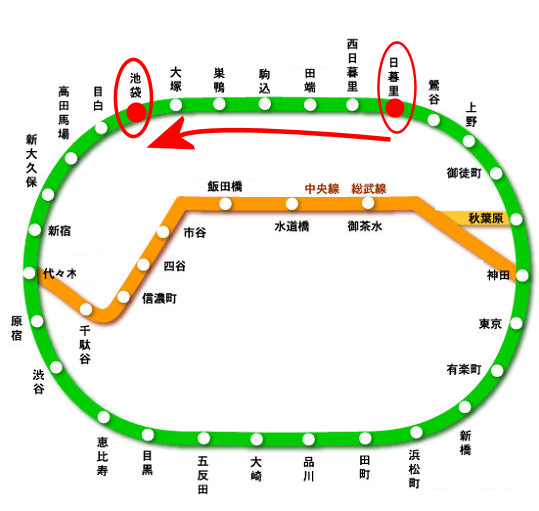 池袋
大塚
巣鴨
駒込
田端
西日暮里
日暮里
鶯谷
上野
御徒町
秋葉原
神田
東京
有楽町
新橋
浜松町
田町
品川
大崎
五反田
目黒
恵比寿
渋谷
原宿
代々木
新宿
新大久保
高田馬場
目白
飯田橋
中央線 総武線
水道橋
御茶水
市谷
四谷
信濃町
千駄谷